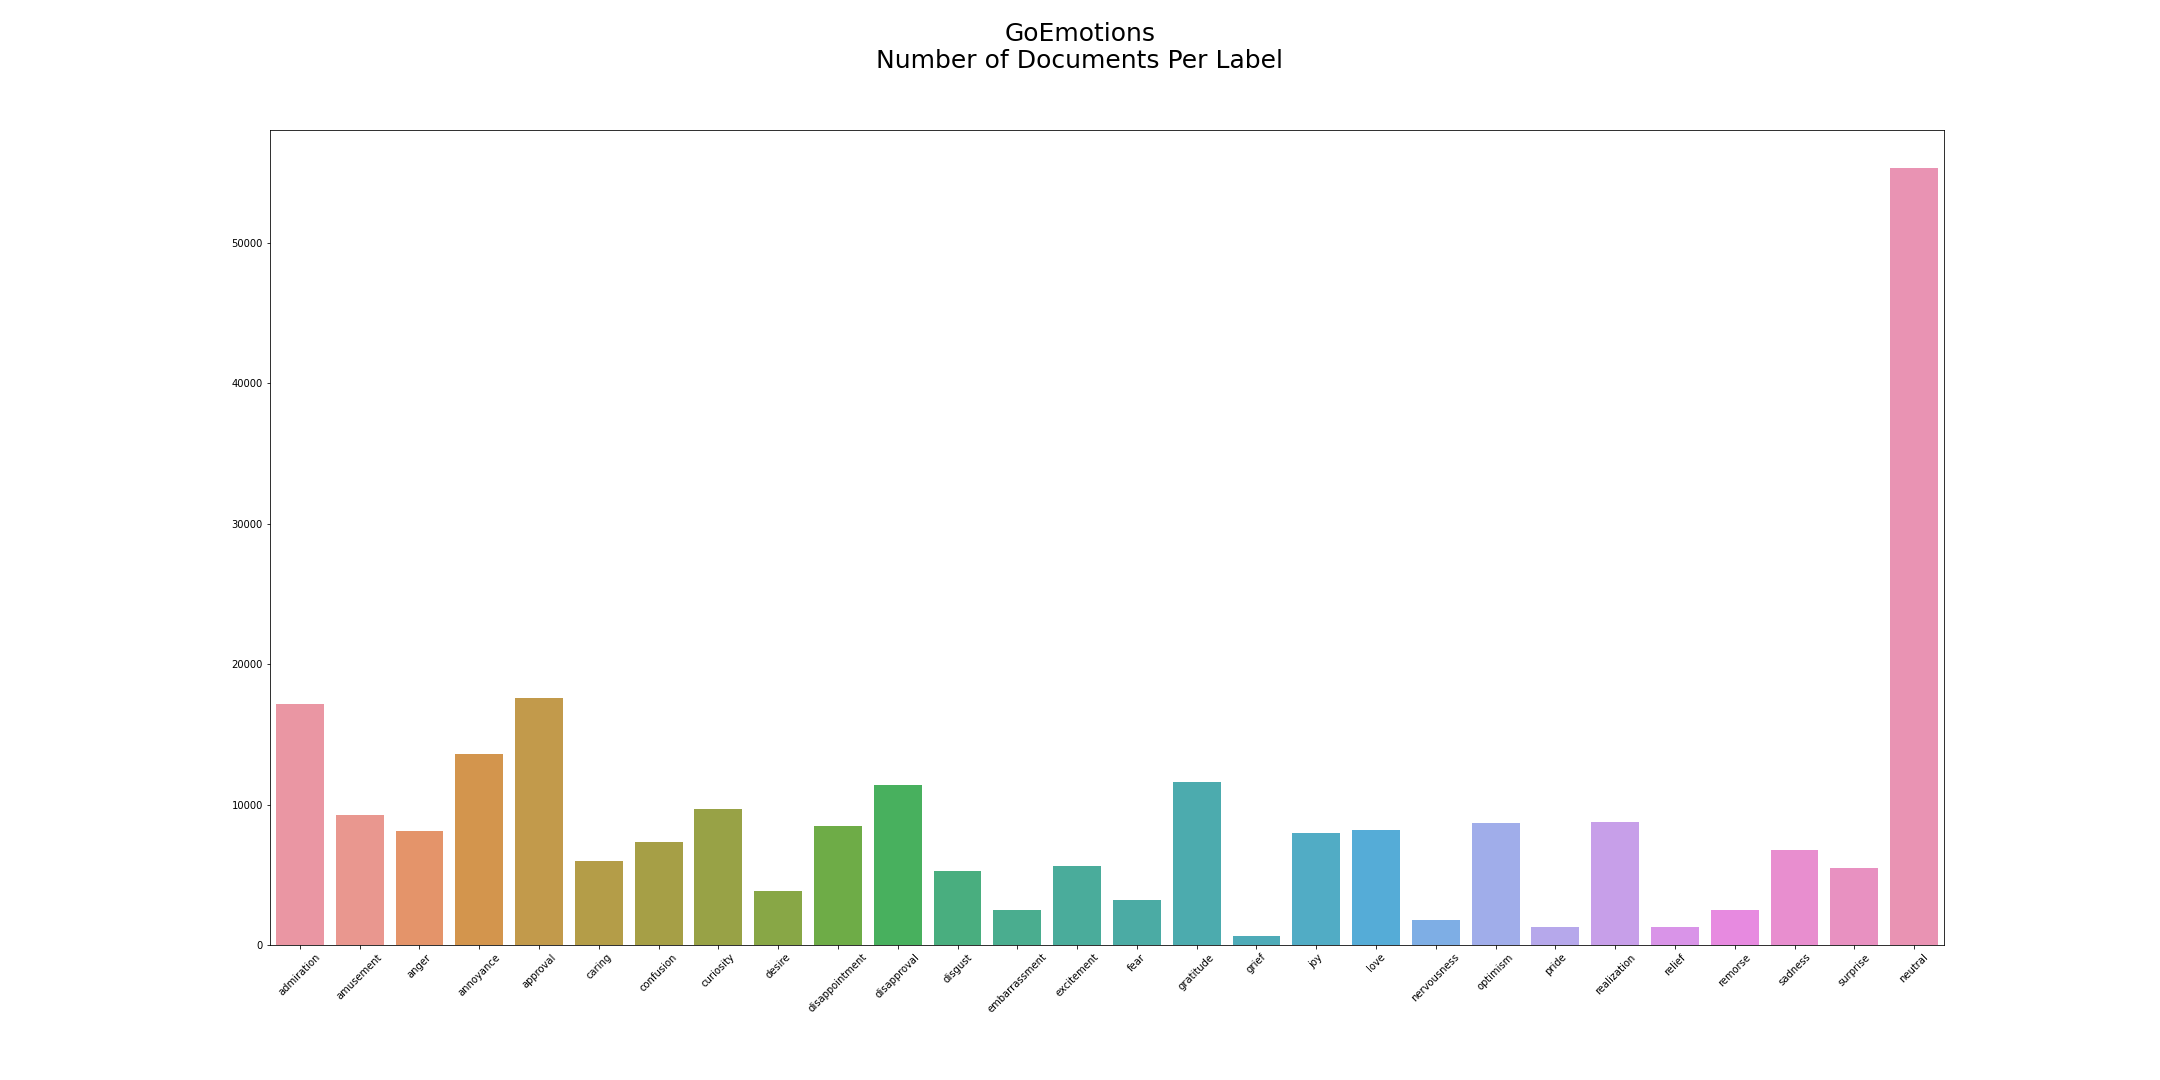 GoEmotions
Number of Documents Per Label
50000
40000
30000
20000
10000
0
admiration
amusement
anger
annoyance
approval
caring
confusion
curiosity
desire
disappointment
disapproval
disgust
embarrassment
excitement
fear
gratitude
grief
joy
love
nervousness
optimism
pride
realization
relief
remorse
sadness
surprise
neutral